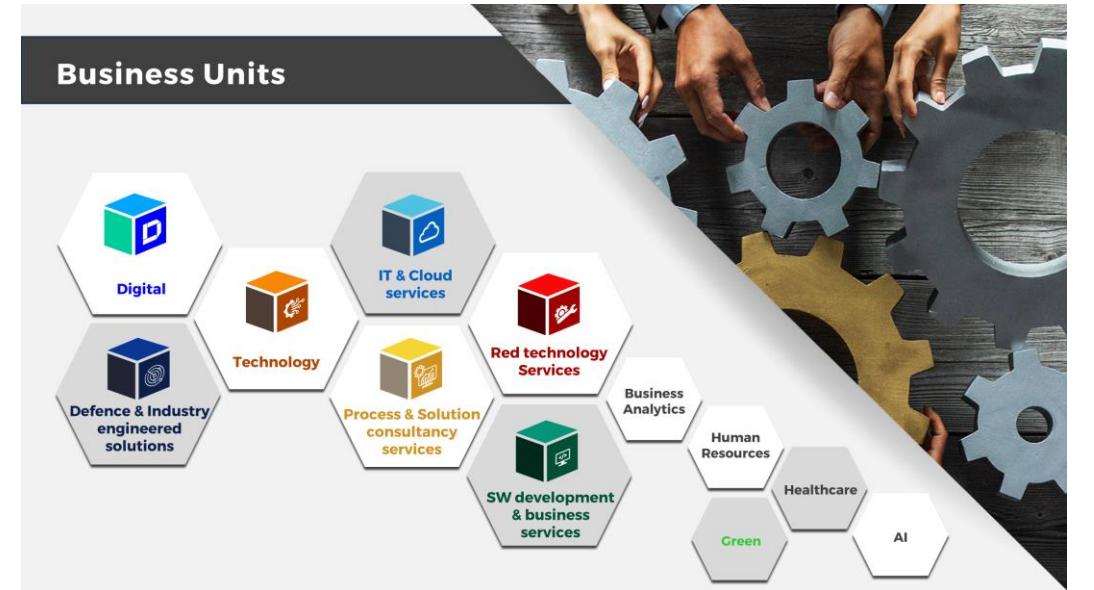 Business Units
Digital
IT & Cloud
services
Technology
Red technology
Services
Defence & Industry
engineered
solutions
Process & Solution
consultancy
services
Business
Analytics
SW development
& business
services
Human
Resources
Healthcare
Green
AI